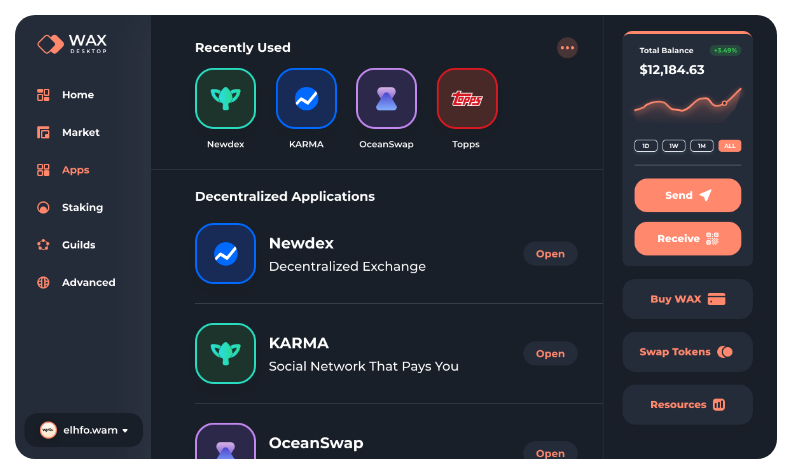 WAX
DESKTOP
Home
Market
Apps
Staking
Guilds
Advanced
elhfo.wam
Recently Used
Newdex
KARMA
OceanSwap
topps
Topps
Decentralized Applications
Newdex
Decentralized Exchange
Open
KARMA
Social Network That Pays You
Open
OceanSwap
Open
Total Balance
+3.49%
$12,184.63
1D 1W 1M ALL
Send
Receive
Buy WAX
Swap Tokens
Resources